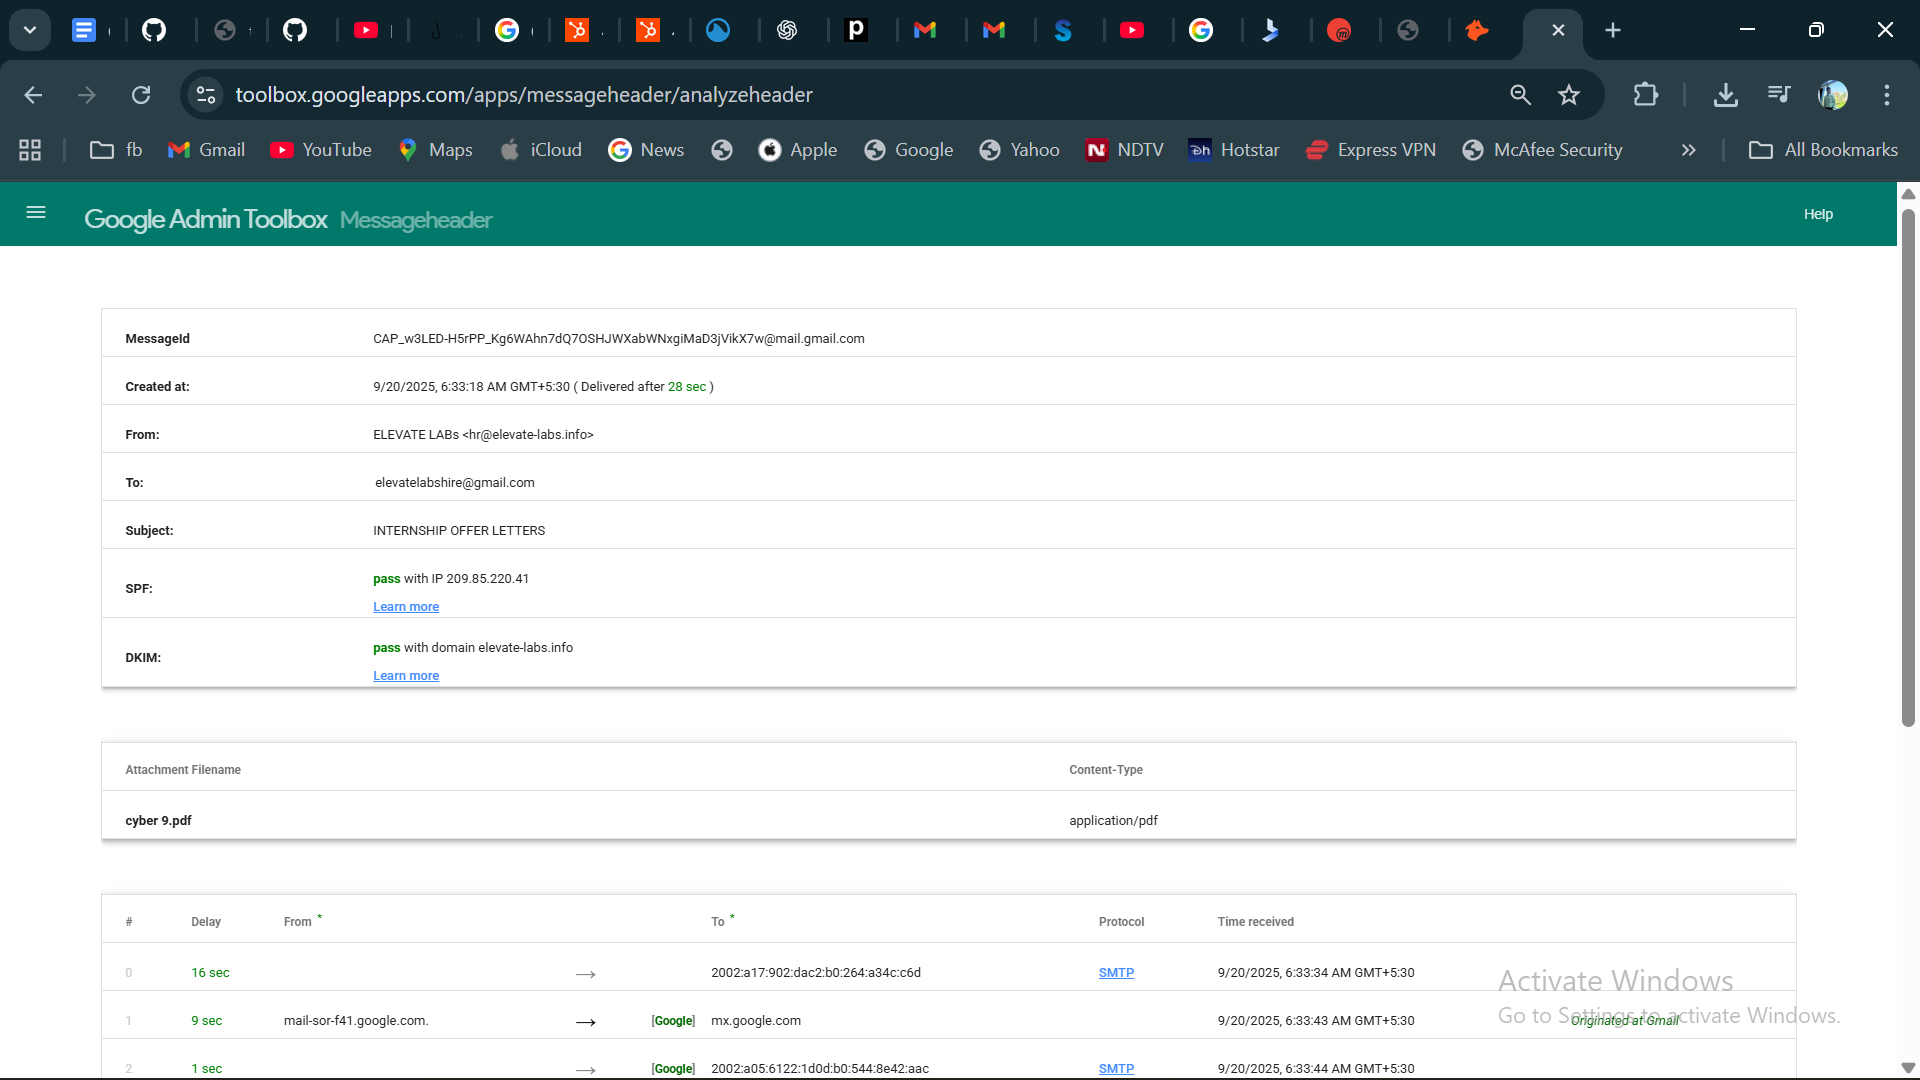 toolbox.googleapps.com/apps/messageheader/analyzeheader
fb Gmail YouTube Maps iCloud News Apple Google Yahoo NDTV Hotstar Express VPN McAfee Security » All Bookmarks
Google Admin Toolbox Messageheader Help
MessageId CAP_w3LED-H5rPP_Kg6WAhn7dQ7OSHJWXabWNxgiMaD3jVikX7w@mail.gmail.com
Created at: 9/20/2025, 6:33:18 AM GMT+5:30 ( Delivered after 28 sec )
From: ELEVATE LABs <hr@elevate-labs.info>
To: elevatelabshire@gmail.com
Subject: INTERNSHIP OFFER LETTERS
SPF: pass with IP 209.85.220.41
Learn more
DKIM: pass with domain elevate-labs.info
Learn more
Attachment Filename Content-Type
cyber 9.pdf application/pdf
# Delay From * To * Protocol Time received
0 16 sec → 2002:a17:902:dac2:b0:264:a34c:c6d SMTP 9/20/2025, 6:33:34 AM GMT+5:30
1 9 sec mail-sor-f41.google.com. → [Google] mx.google.com 9/20/2025, 6:33:43 AM GMT+5:30 Originated at Gmail
2 1 sec → [Google] 2002:a05:6122:1d0d:b0:544:8e42:aac SMTP 9/20/2025, 6:33:44 AM GMT+5:30
Activate Windows
Go to Settings to activate Windows.